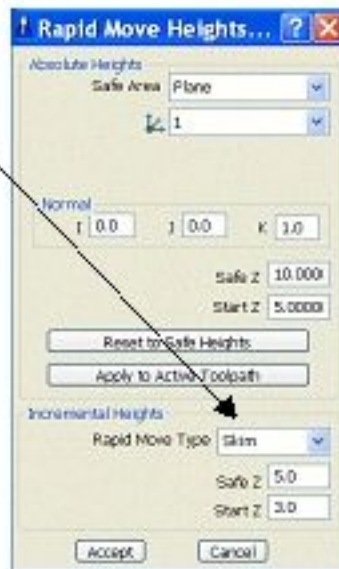 Rapid Move Heights...
Absolute Heights
Safe Area Plane
1
Normal
I 0.0 J 0.0 K 1.0
Safe Z 10.000
Start Z 5.0000
Reset to Safe Heights
Apply to Active Toolpath
Incremental Heights
Rapid Move Type Skim
Safe Z 5.0
Start Z 3.0
Accept Cancel